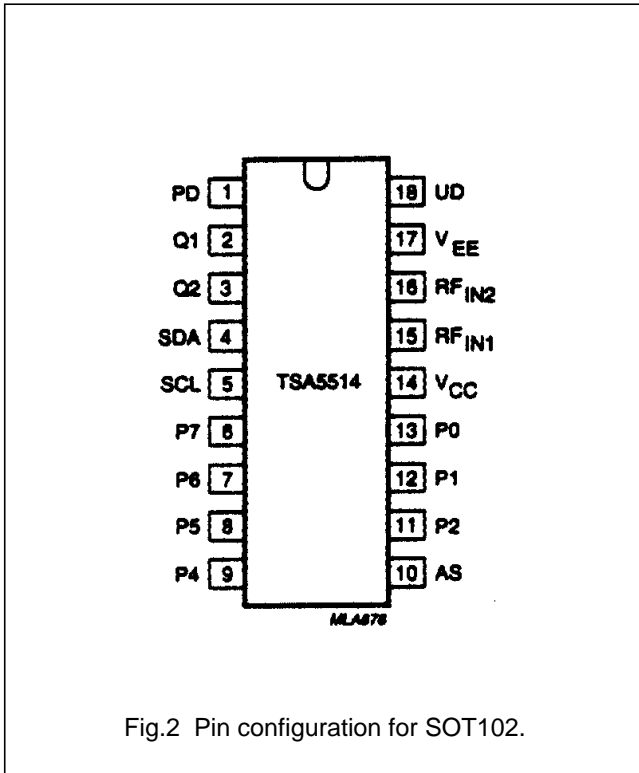 PD 1 18 UD
Q1 2 17 VEE
Q2 3 16 RFIN2
SDA 4 15 RFIN1
SCL 5 TSA5514 14 VCC
P7 6 13 P0
P6 7 12 P1
P5 8 11 P2
P4 9 10 AS
MLA676
Fig.2 Pin configuration for SOT102.